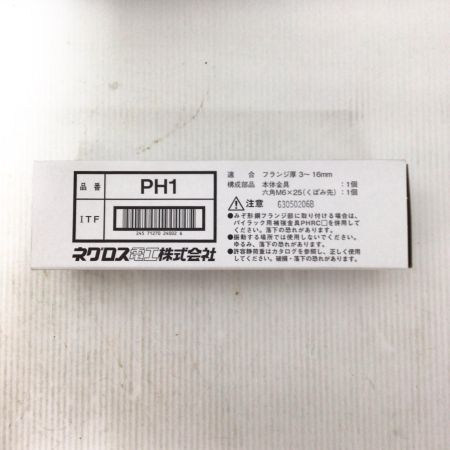 品番 PH1
ITF
245 71270 24002 6
ネグロス電工株式会社
適合 フランジ厚 3〜16mm
構成部品 本体金具 :1個
六角M6×25(くぼみ先):1個
⚠注意 G3050206B
●みぞ形鋼フランジ部に取り付ける場合は、
パイラック用補強金具PHRC□を併用して
ください。落下の恐れがあります。
●振動する場所では使用しないでください。
ゆるみ、落下の恐れがあります。
●許容静荷重はカタログを参照し、正しく使用
してください。破損・落下の恐れがあります。